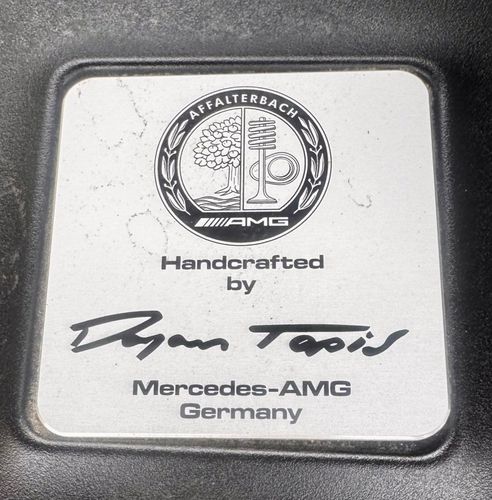 AFFALTERBACH
AMG
Handcrafted
by
Mercedes-AMG
Germany